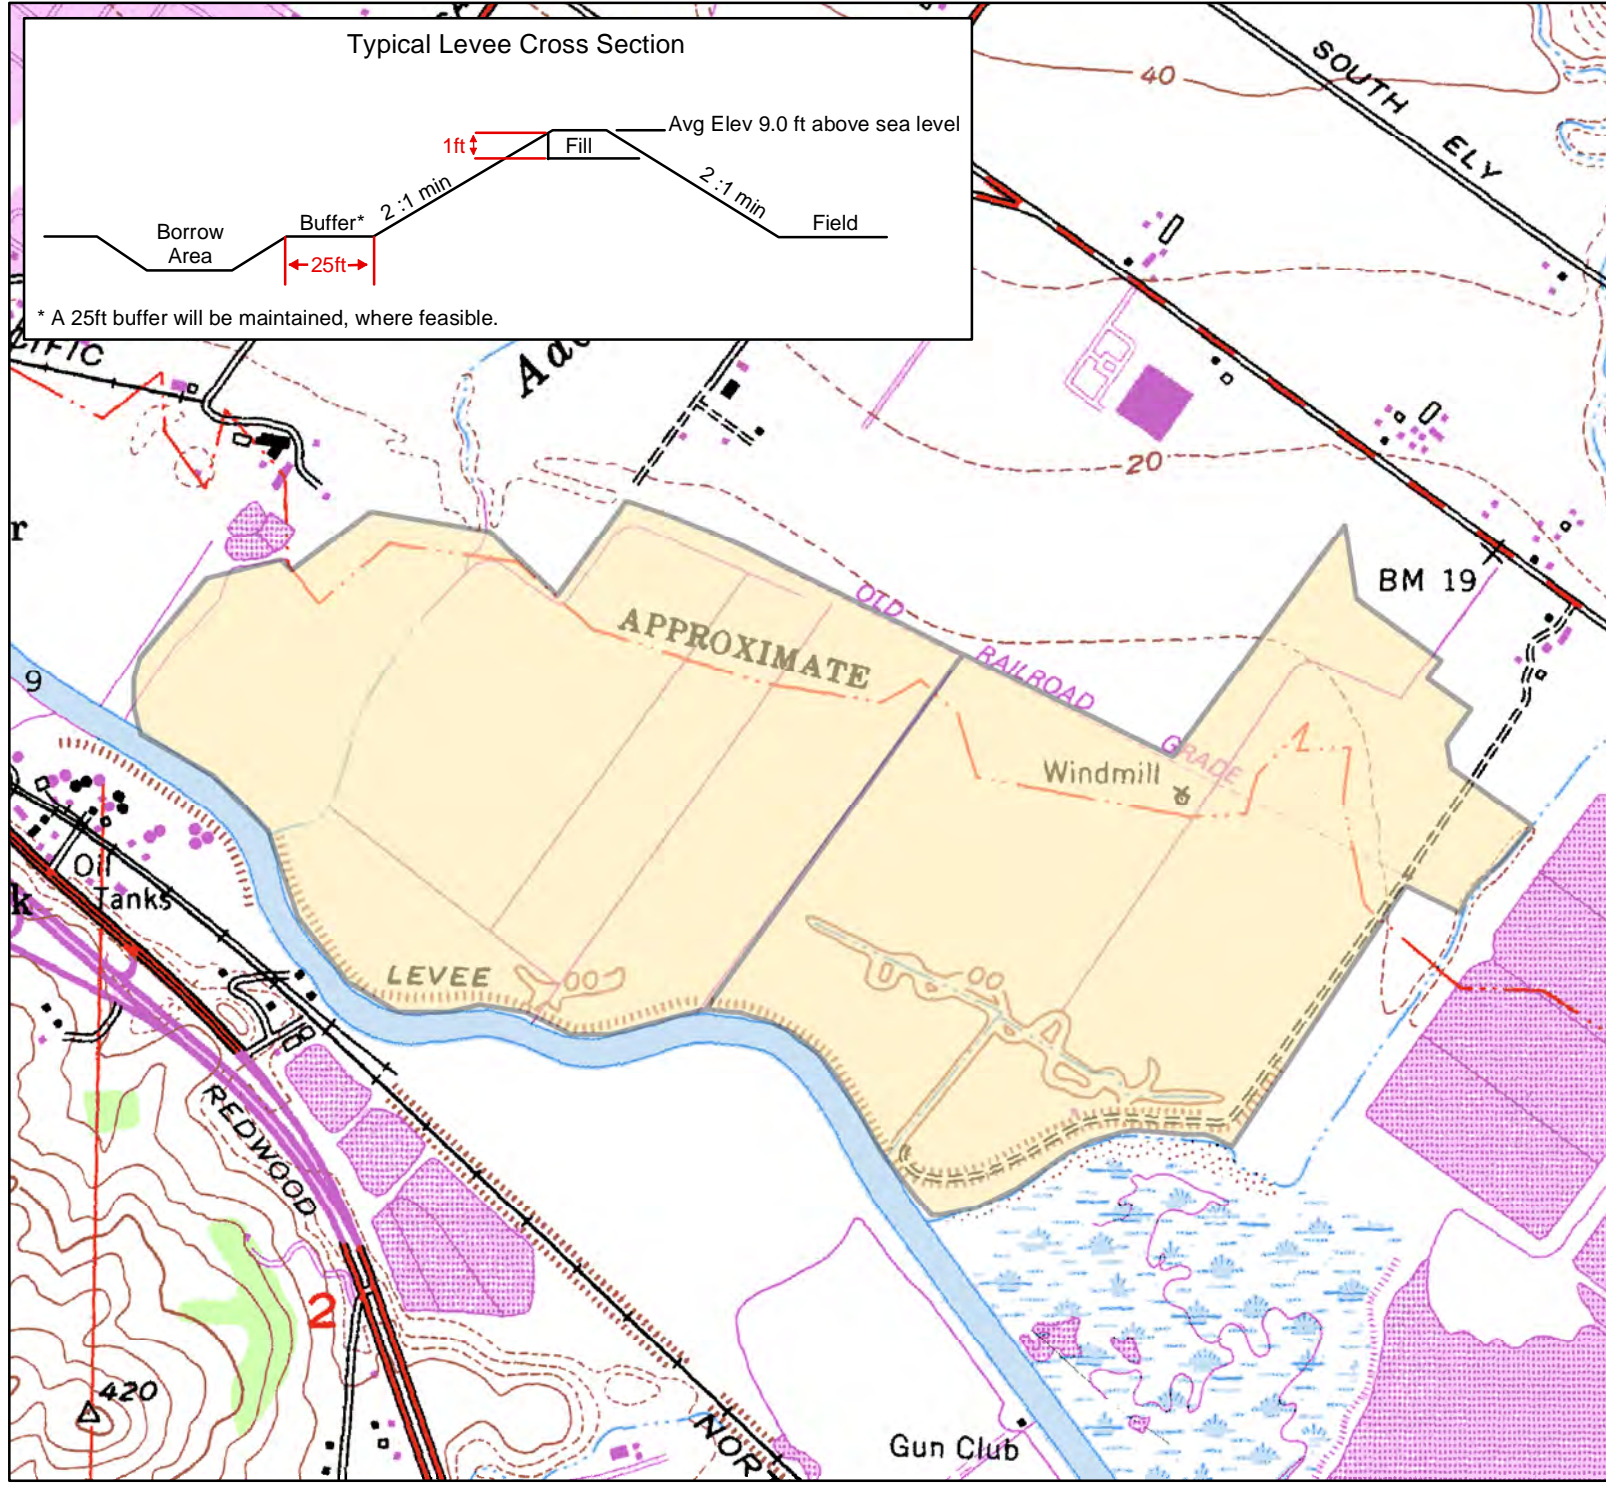 Typical Levee Cross Section
Avg Elev 9.0 ft above sea level
1ft
Fill
2 :1 min
2 :1 min
Borrow
Area
Buffer*
Field
25ft
* A 25ft buffer will be maintained, where feasible.
40
SOUTH ELY
CIFIC
20
r
BM 19
OLD RAILROAD GRADE
APPROXIMATE
9
Windmill
Oil
Tanks
k
LEVEE
REDWOOD
2
420
NOR
Gun Club